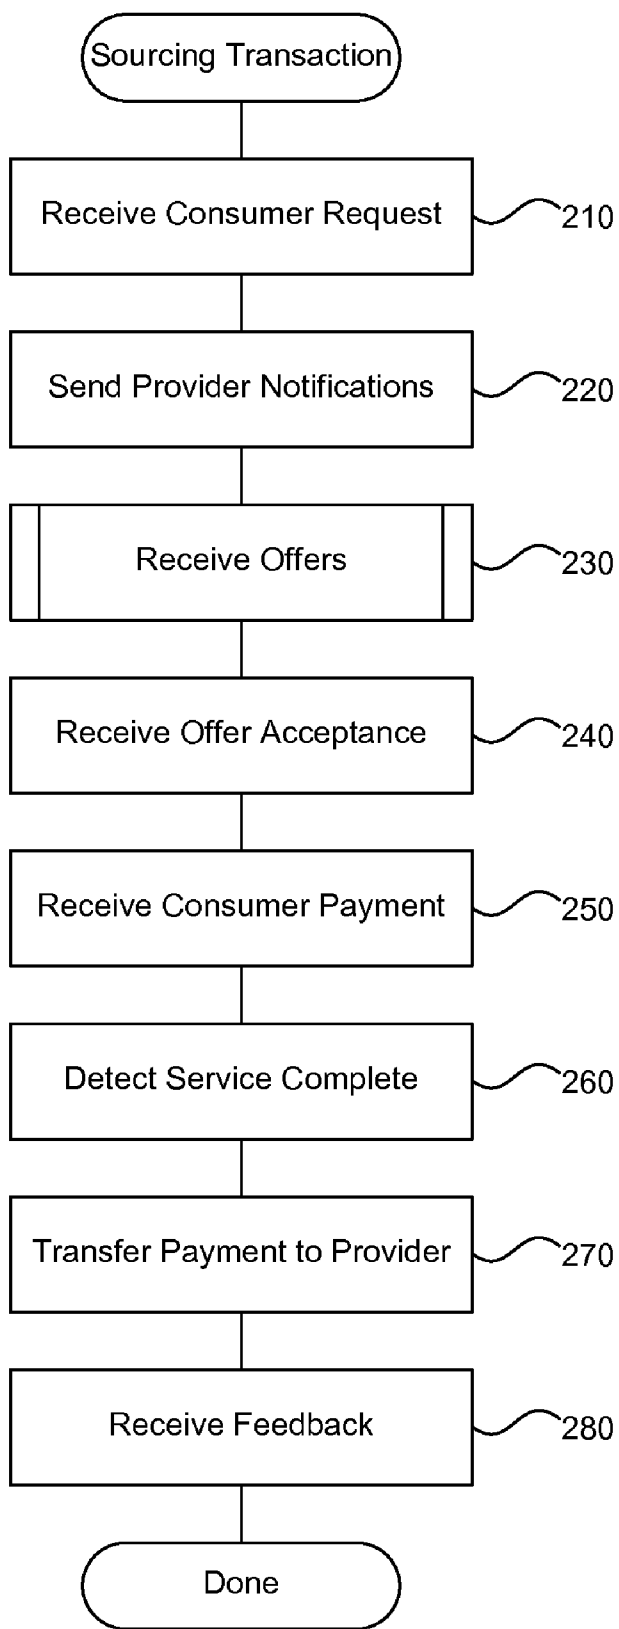 Sourcing Transaction
Receive Consumer Request
210
Send Provider Notifications
220
Receive Offers
230
Receive Offer Acceptance
240
Receive Consumer Payment
250
Detect Service Complete
260
Transfer Payment to Provider
270
Receive Feedback
280
Done